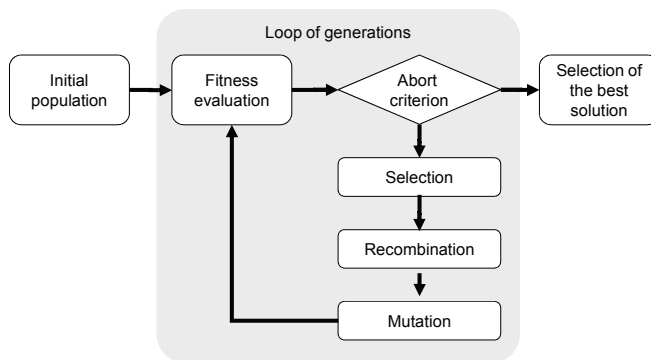 Loop of generations
Initial
population
Fitness
evaluation
Abort
criterion
Selection of
the best
solution
Selection
Recombination
Mutation